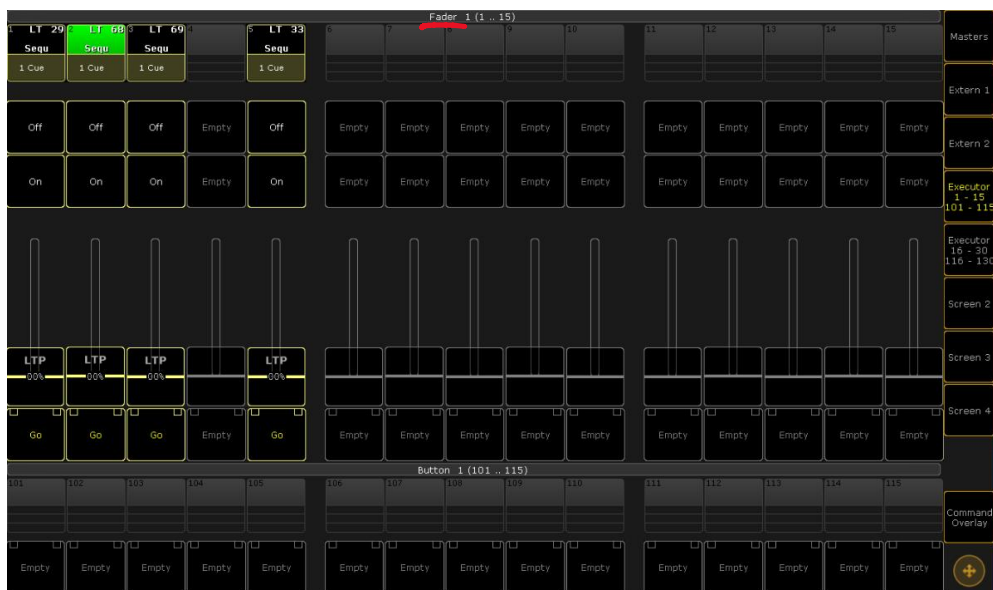 Fader 1 (1 .. 15)
1 LT 29 2 LT 68 3 LT 69 4 5 LT 33 6 7 8 9 10 11 12 13 14 15
Sequ Sequ Sequ Sequ
1 Cue 1 Cue 1 Cue 1 Cue
Off Off Off Empty Off Empty Empty Empty Empty Empty Empty Empty Empty Empty Empty
On On On Empty On Empty Empty Empty Empty Empty Empty Empty Empty Empty Empty
LTP LTP LTP LTP
00% 00% 00% 00%
Go Go Go Empty Go Empty Empty Empty Empty Empty Empty Empty Empty Empty Empty
Button 1 (101 .. 115)
101 102 103 104 105 106 107 108 109 110 111 112 113 114 115
Empty Empty Empty Empty Empty Empty Empty Empty Empty Empty Empty Empty Empty Empty Empty
Masters
Extern 1
Extern 2
Executor
1 - 15
101 - 115
Executor
16 - 30
116 - 130
Screen 2
Screen 3
Screen 4
Command
Overlay